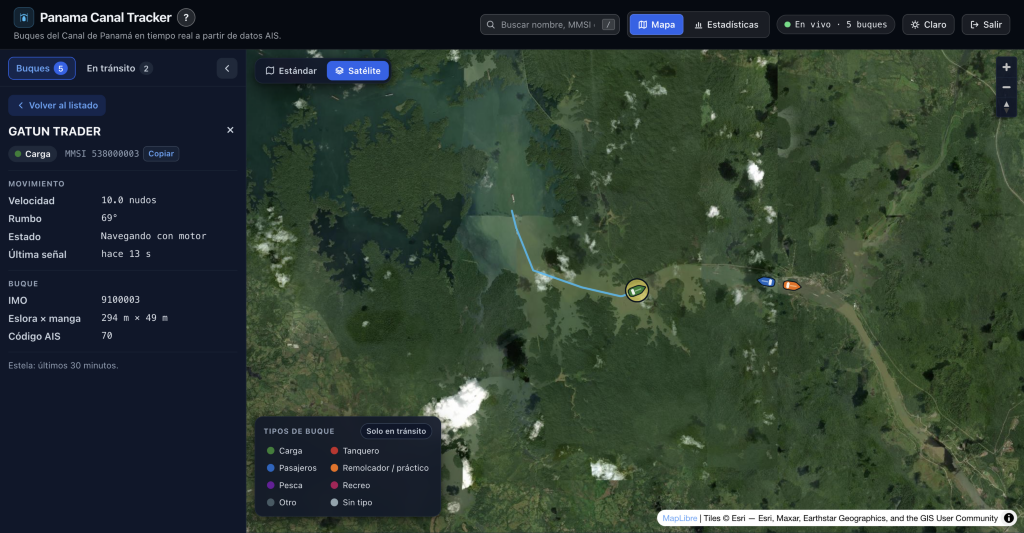 Panama Canal Tracker ?
Buques del Canal de Panamá en tiempo real a partir de datos AIS.
Buscar nombre, MMSI /
Mapa
Estadísticas
En vivo · 5 buques
Claro
Salir
Buques 5
En tránsito 2
Estándar
Satélite
Volver al listado
GATUN TRADER
Carga
MMSI 538000003
Copiar
MOVIMIENTO
Velocidad 10.0 nudos
Rumbo 69°
Estado Navegando con motor
Última señal hace 13 s
BUQUE
IMO 9100003
Eslora × manga 294 m × 49 m
Código AIS 70
Estela: últimos 30 minutos.
TIPOS DE BUQUE
Solo en tránsito
Carga Tanquero
Pasajeros Remolcador / práctico
Pesca Recreo
Otro Sin tipo
MapLibre | Tiles © Esri — Esri, Maxar, Earthstar Geographics, and the GIS User Community